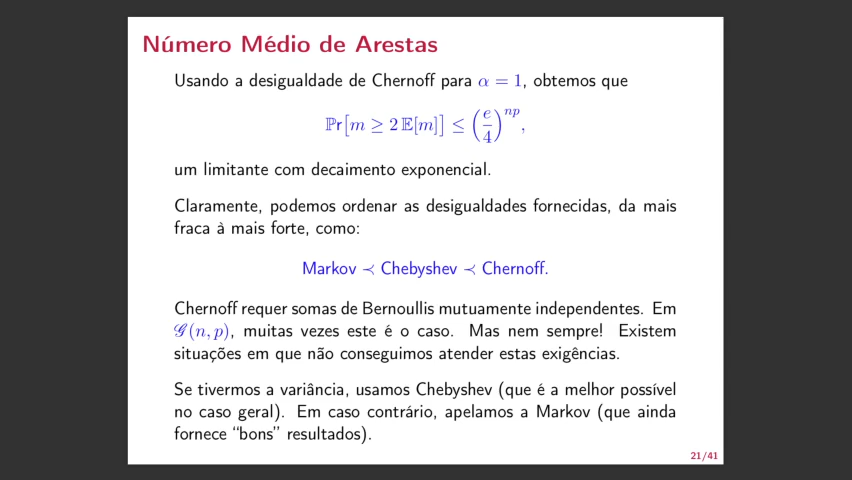 Número Médio de Arestas
Usando a desigualdade de Chernoff para α = 1, obtemos que
ℙr[m ≥ 2 𝔼[m]] ≤ (e/4)^{np},
um limitante com decaimento exponencial.
Claramente, podemos ordenar as desigualdades fornecidas, da mais
fraca à mais forte, como:
Markov ≺ Chebyshev ≺ Chernoff.
Chernoff requer somas de Bernoullis mutuamente independentes. Em
𝒢(n, p), muitas vezes este é o caso. Mas nem sempre! Existem
situações em que não conseguimos atender estas exigências.
Se tivermos a variância, usamos Chebyshev (que é a melhor possível
no caso geral). Em caso contrário, apelamos a Markov (que ainda
fornece “bons” resultados).
21/41